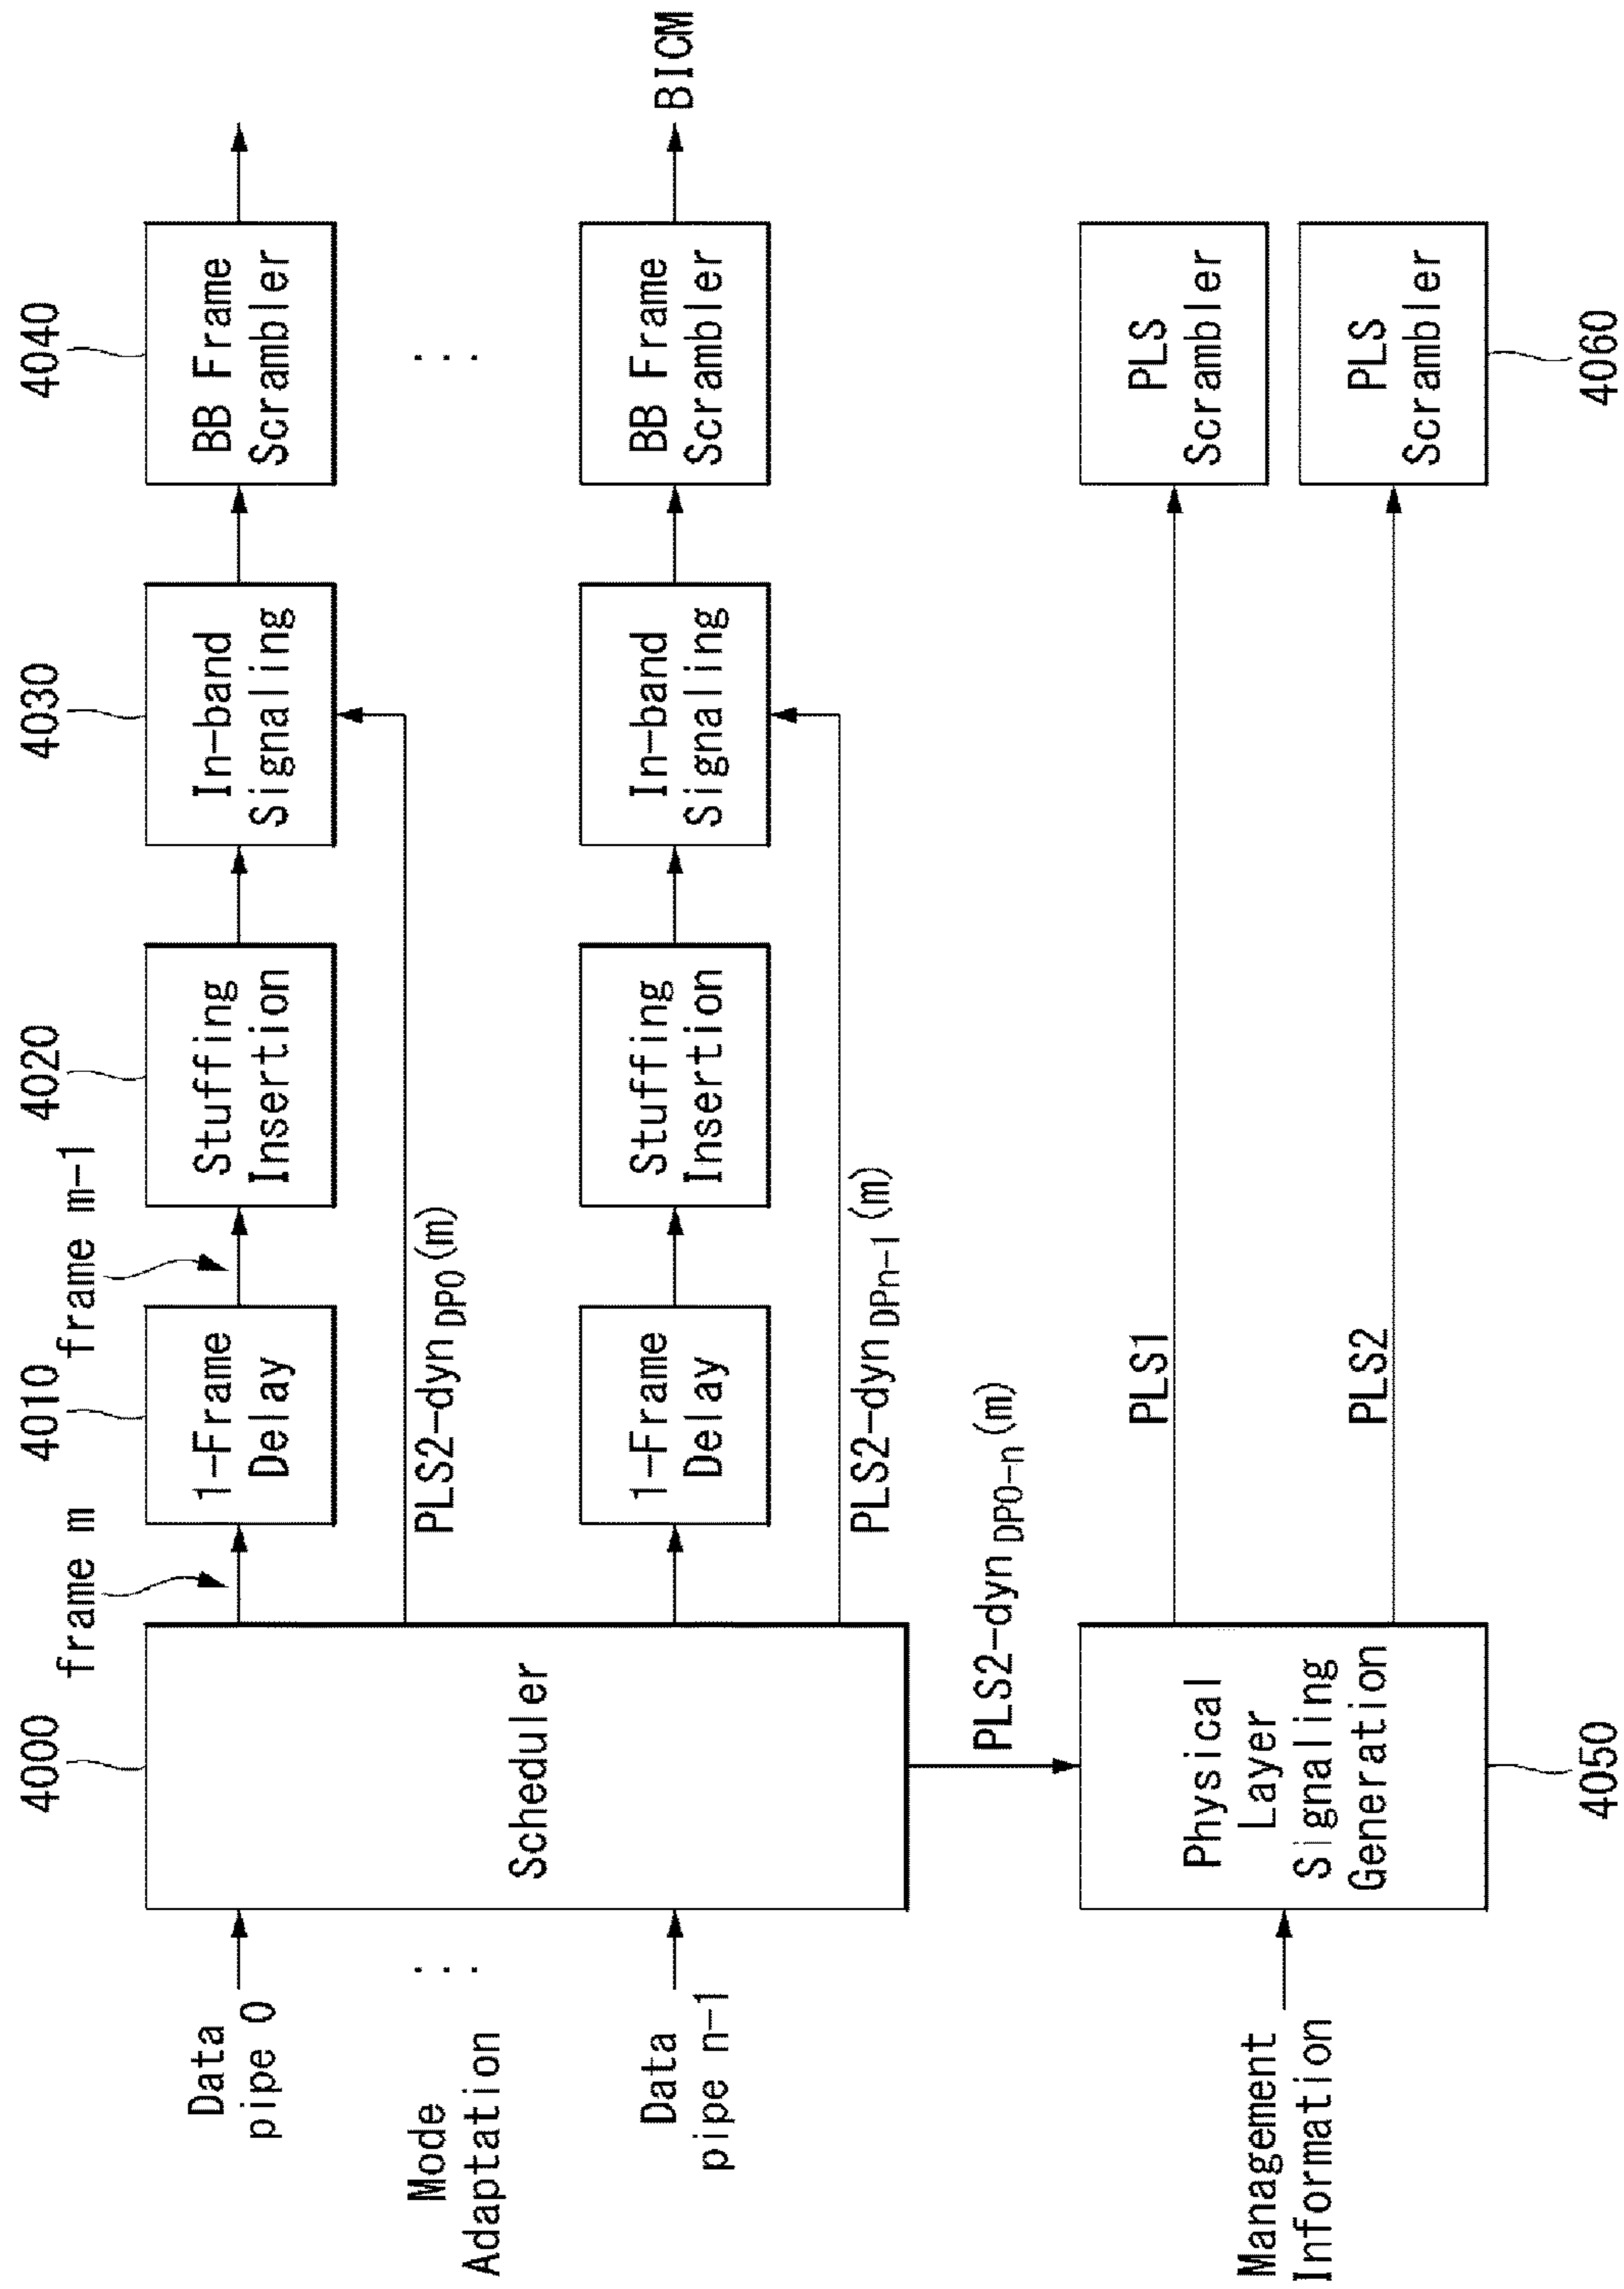 4000
4010
4020
4030
4040
frame m
frame m-1
Data
pipe 0
Scheduler
1-Frame
Delay
Stuffing
Insertion
In-band
Signaling
BB Frame
Scrambler
PLS2-dyn DP0 (m)
Mode
Adaptation
...
...
Data
pipe n-1
1-Frame
Delay
Stuffing
Insertion
In-band
Signaling
BB Frame
Scrambler
BICM
PLS2-dyn DPn-1 (m)
PLS2-dyn DP0-n (m)
Management
Information
Physical
Layer
Signaling
Generation
PLS1
PLS
Scrambler
PLS2
PLS
Scrambler
4050
4060